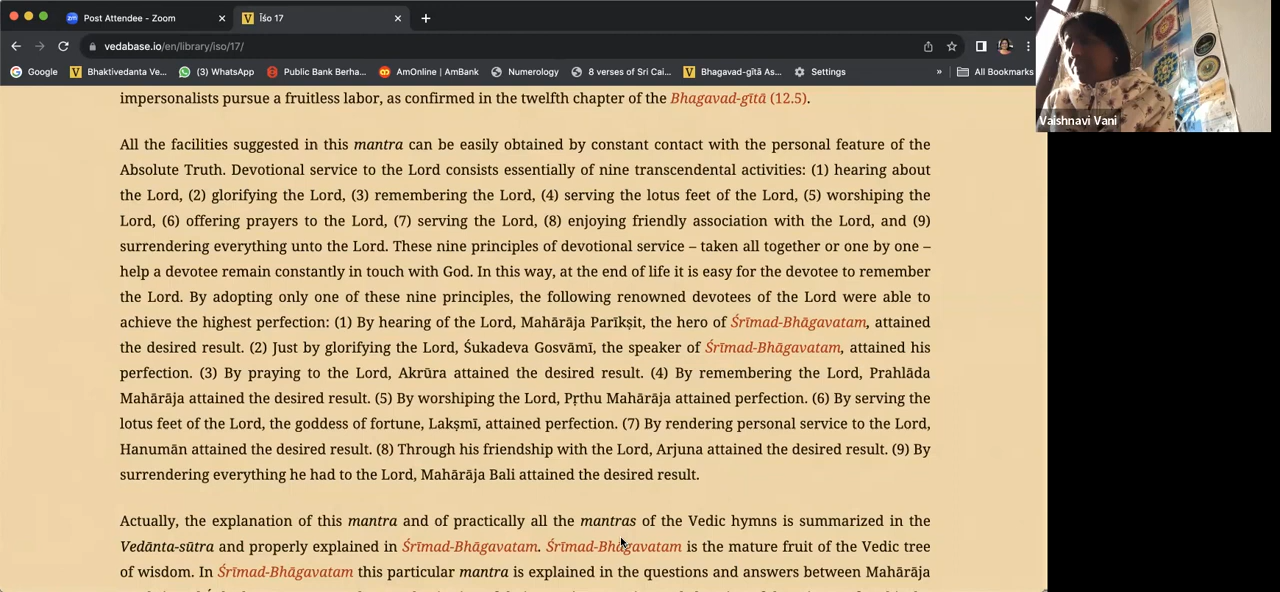 Post Attendee - Zoom
Īśo 17
vedabase.io/en/library/iso/17/
Google
Bhaktivedanta Ve...
(3) WhatsApp
Public Bank Berha...
AmOnline | AmBank
Numerology
8 verses of Sri Cai...
Bhagavad-gītā As...
Settings
»
All Bookmarks
Vaishnavi Vani
impersonalists pursue a fruitless labor, as confirmed in the twelfth chapter of the Bhagavad-gītā (12.5).
All the facilities suggested in this mantra can be easily obtained by constant contact with the personal feature of the
Absolute Truth. Devotional service to the Lord consists essentially of nine transcendental activities: (1) hearing about
the Lord, (2) glorifying the Lord, (3) remembering the Lord, (4) serving the lotus feet of the Lord, (5) worshiping the
Lord, (6) offering prayers to the Lord, (7) serving the Lord, (8) enjoying friendly association with the Lord, and (9)
surrendering everything unto the Lord. These nine principles of devotional service – taken all together or one by one –
help a devotee remain constantly in touch with God. In this way, at the end of life it is easy for the devotee to remember
the Lord. By adopting only one of these nine principles, the following renowned devotees of the Lord were able to
achieve the highest perfection: (1) By hearing of the Lord, Mahārāja Parīkṣit, the hero of Śrīmad-Bhāgavatam, attained
the desired result. (2) Just by glorifying the Lord, Śukadeva Gosvāmī, the speaker of Śrīmad-Bhāgavatam, attained his
perfection. (3) By praying to the Lord, Akrūra attained the desired result. (4) By remembering the Lord, Prahlāda
Mahārāja attained the desired result. (5) By worshiping the Lord, Pṛthu Mahārāja attained perfection. (6) By serving the
lotus feet of the Lord, the goddess of fortune, Lakṣmī, attained perfection. (7) By rendering personal service to the Lord,
Hanumān attained the desired result. (8) Through his friendship with the Lord, Arjuna attained the desired result. (9) By
surrendering everything he had to the Lord, Mahārāja Bali attained the desired result.
Actually, the explanation of this mantra and of practically all the mantras of the Vedic hymns is summarized in the
Vedānta-sūtra and properly explained in Śrīmad-Bhāgavatam. Śrīmad-Bhāgavatam is the mature fruit of the Vedic tree
of wisdom. In Śrīmad-Bhāgavatam this particular mantra is explained in the questions and answers between Mahārāja